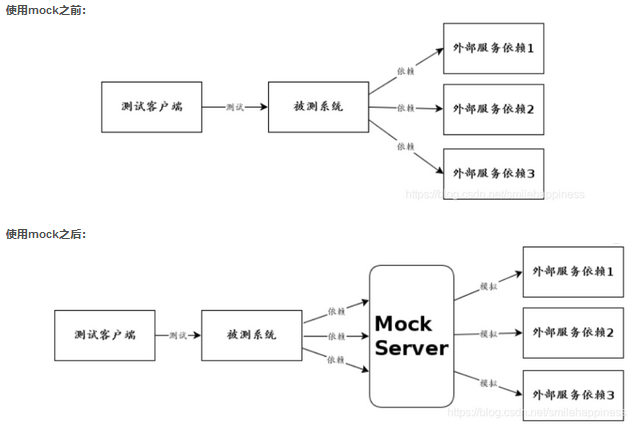 使用mock之前:
外部服务依赖1
依赖
测试客户端
测试
被测系统
依赖
外部服务依赖2
依赖
外部服务依赖3
https://blog.csdn.net/smilehappiness
使用mock之后:
外部服务依赖1
模拟
依赖
测试客户端
测试
被测系统
依赖
Mock
Server
模拟
外部服务依赖2
依赖
模拟
外部服务依赖3
https://blog.csdn.net/smilehappiness